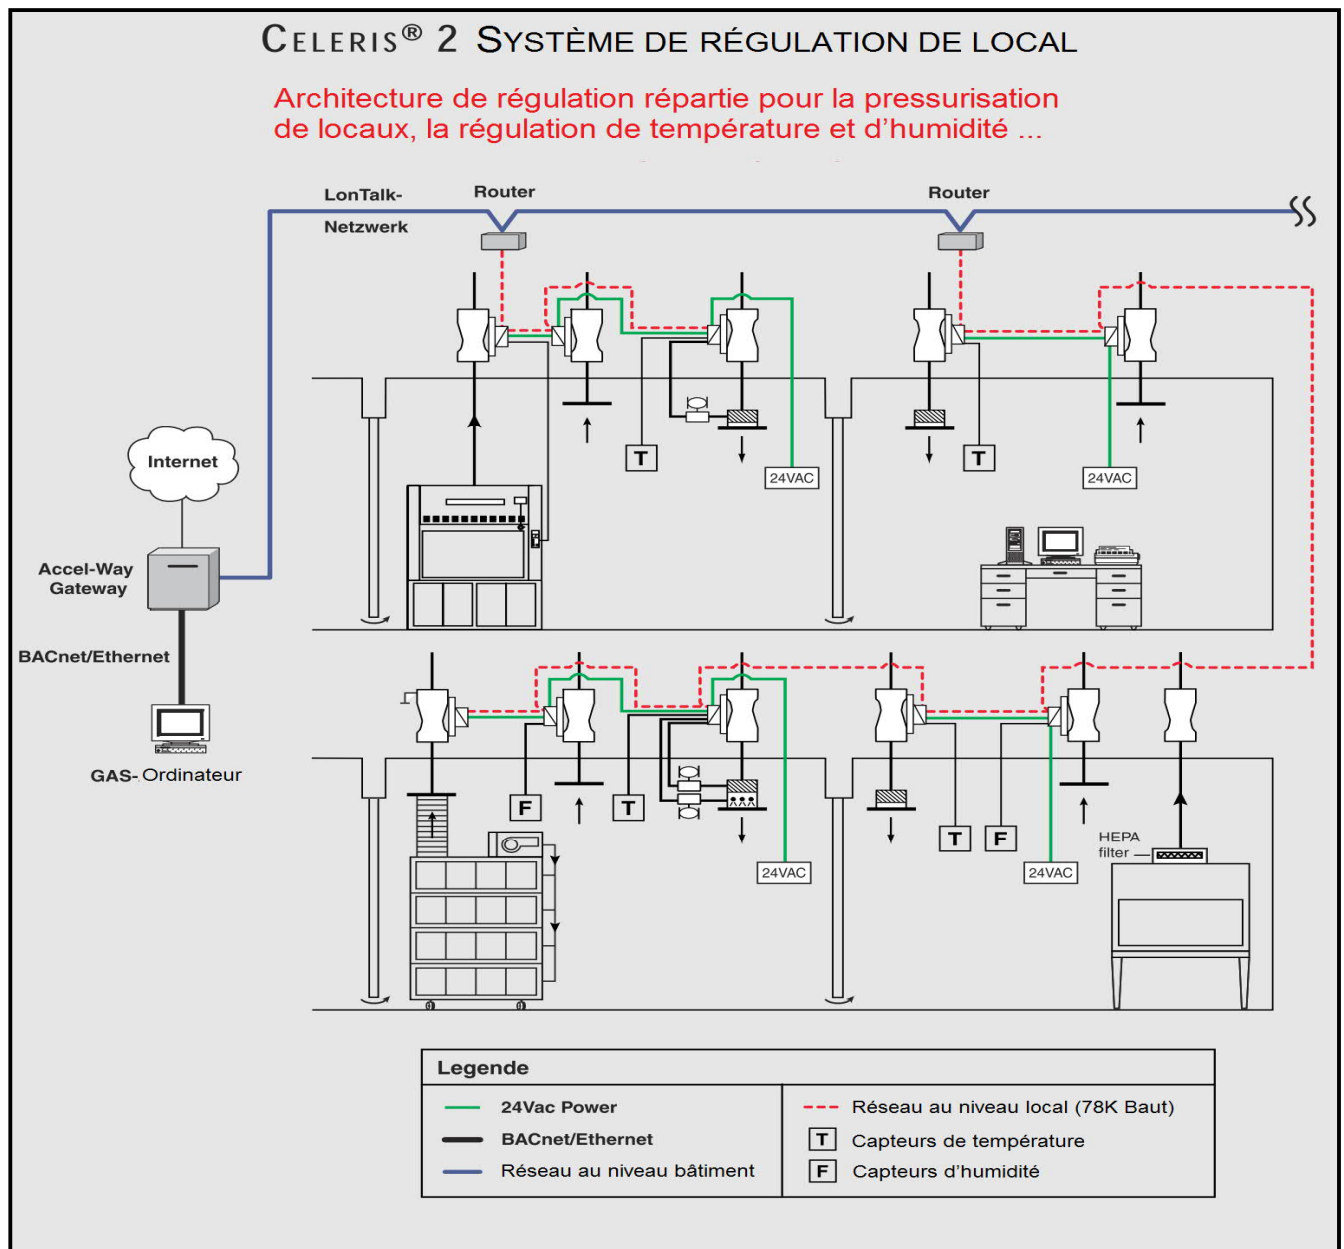 CELERIS® 2 SYSTÈME DE RÉGULATION DE LOCAL
Architecture de régulation répartie pour la pressurisation
de locaux, la régulation de température et d'humidité ...
LonTalk-
Netzwerk
Router
Router
T
24VAC
T
24VAC
Internet
Accel-Way
Gateway
BACnet/Ethernet
GAS- Ordinateur
F
T
24VAC
T
F
24VAC
HEPA
filter
Legende
24Vac Power
BACnet/Ethernet
Réseau au niveau bâtiment
Réseau au niveau local (78K Baut)
T Capteurs de température
F Capteurs d'humidité